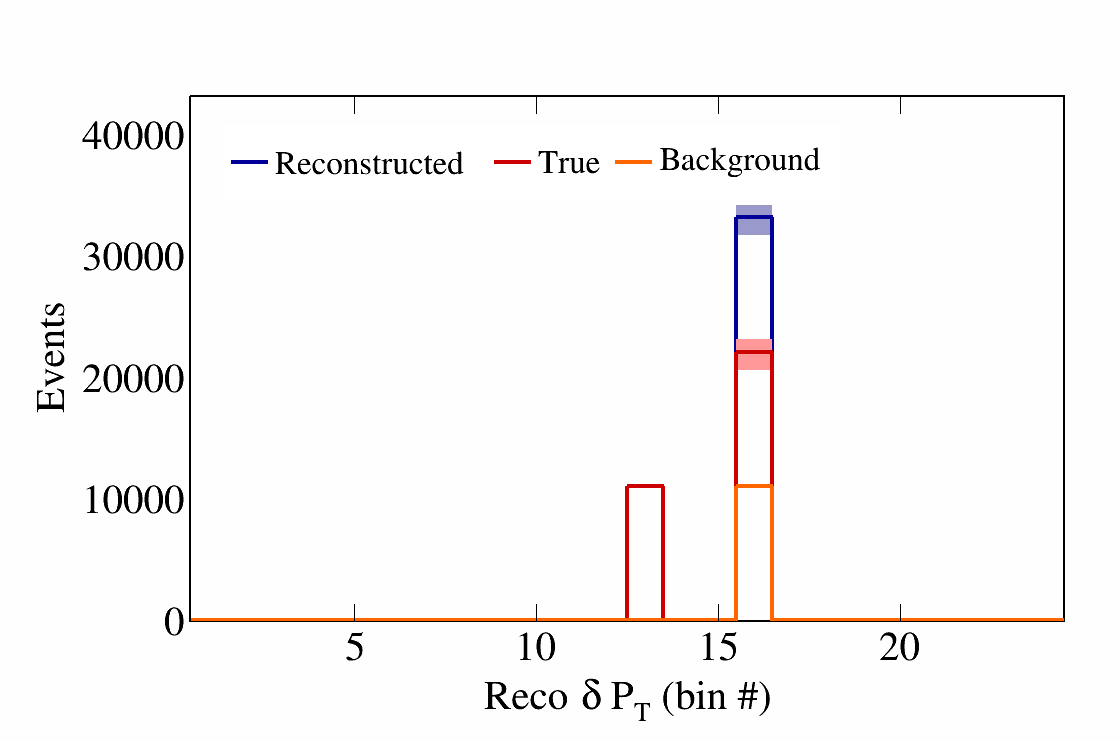 40000
30000
20000
10000
0
Events
Reconstructed True Background
5 10 15 20
Reco δ P_T (bin #)